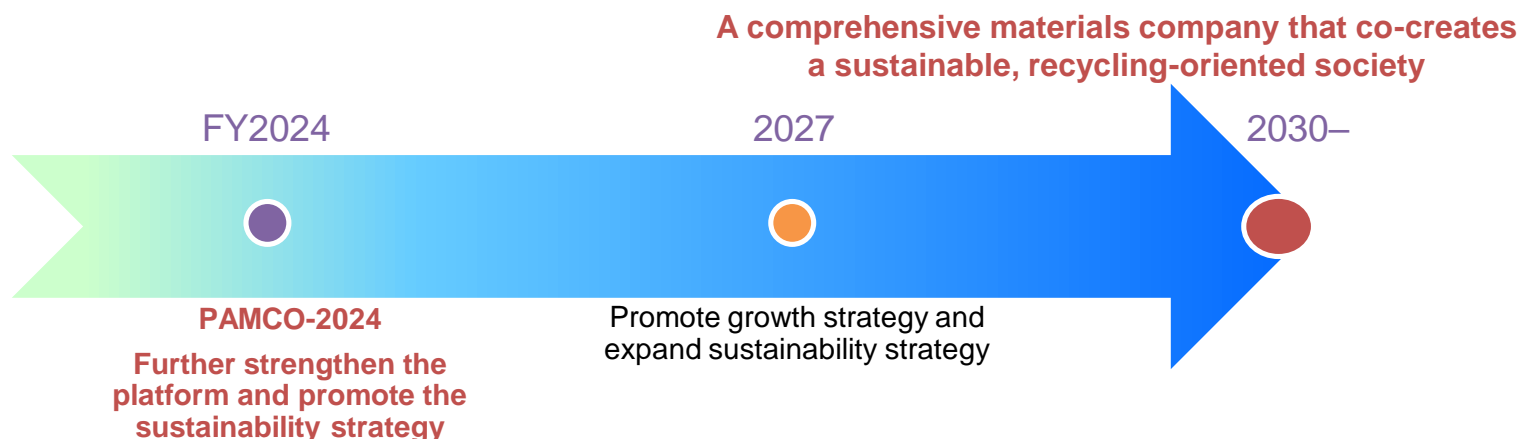 A comprehensive materials company that co-creates
a sustainable, recycling-oriented society
FY2024
2027
2030–
PAMCO-2024
Further strengthen the
platform and promote the
sustainability strategy
Promote growth strategy and
expand sustainability strategy